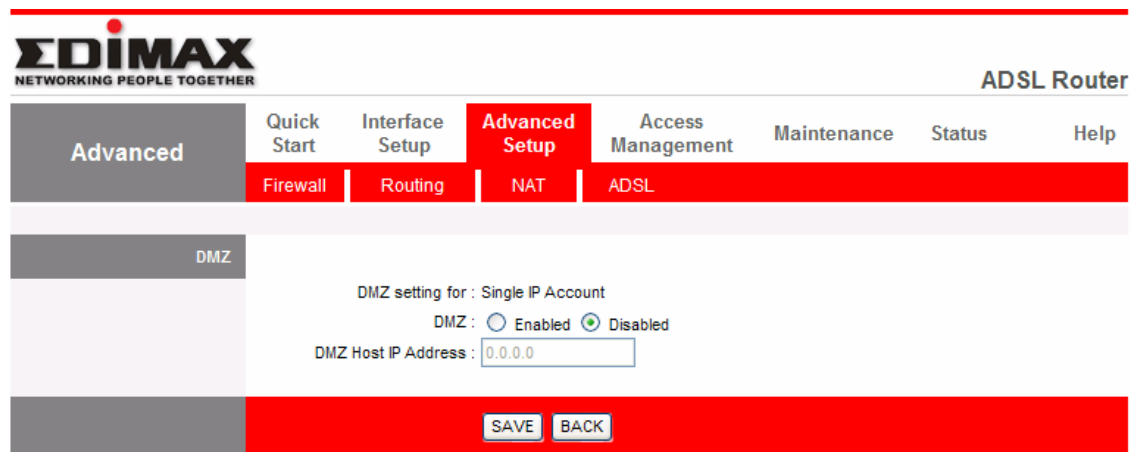 EDIMAX
NETWORKING PEOPLE TOGETHER
ADSL Router
Advanced
Quick Start
Interface Setup
Advanced Setup
Access Management
Maintenance
Status
Help
Firewall
Routing
NAT
ADSL
DMZ
DMZ setting for : Single IP Account
DMZ : Enabled Disabled
DMZ Host IP Address : 0.0.0.0
SAVE BACK